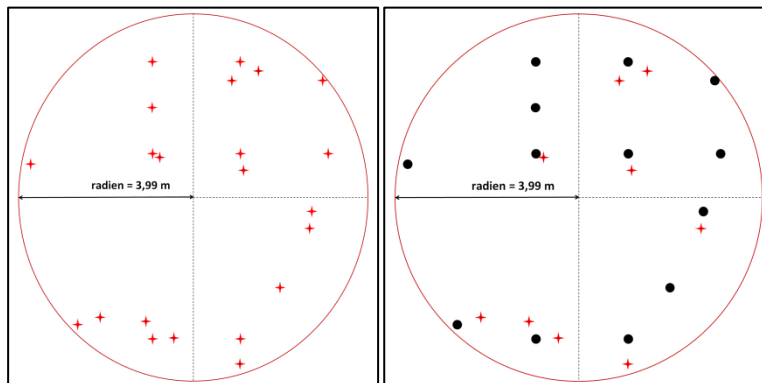 radien = 3,99 m
radien = 3,99 m